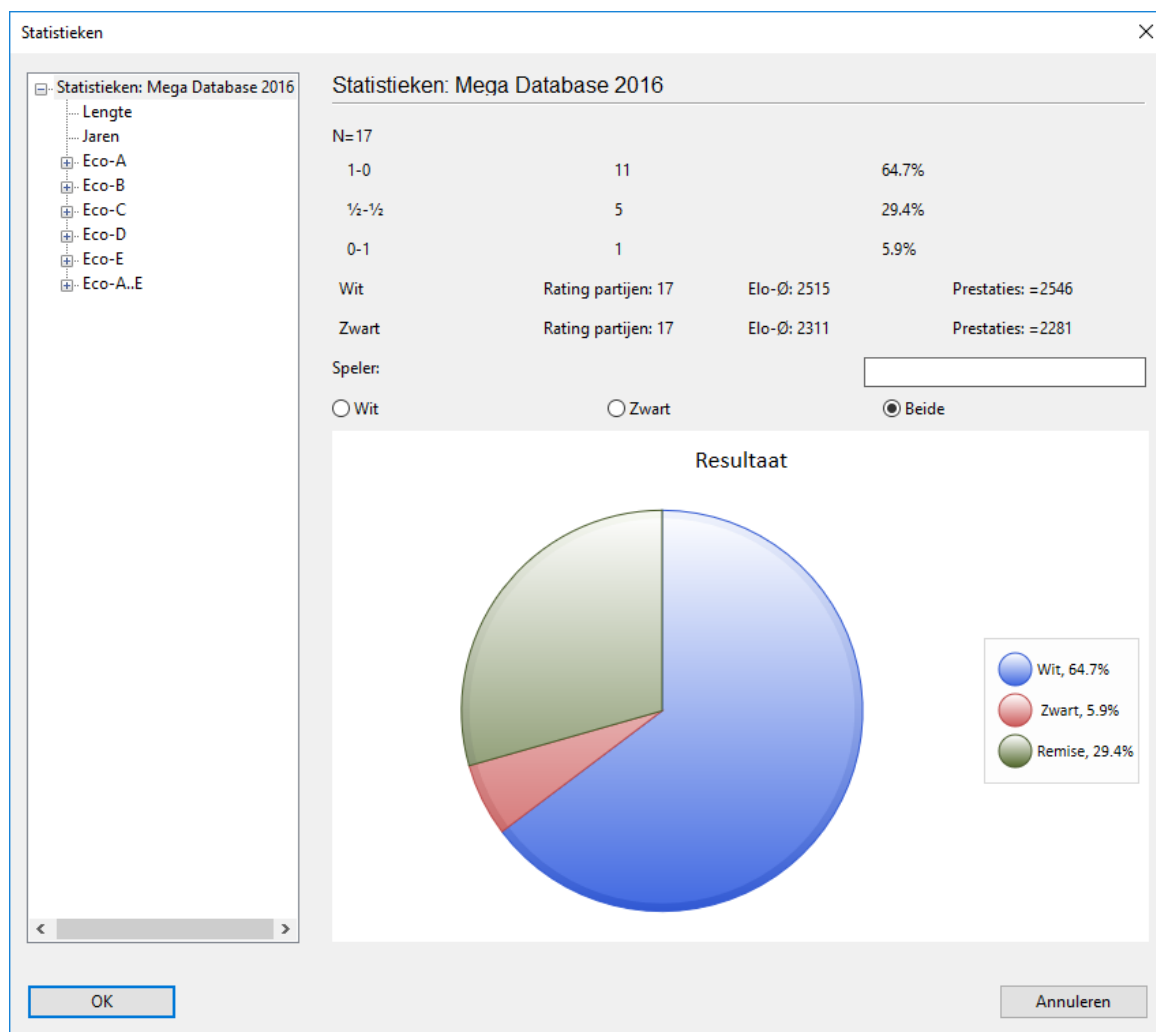 Statistieken
Statistieken: Mega Database 2016
Lengte
Jaren
Eco-A
Eco-B
Eco-C
Eco-D
Eco-E
Eco-A..E
Statistieken: Mega Database 2016
N=17
1-0 11 64.7%
½-½ 5 29.4%
0-1 1 5.9%
Wit Rating partijen: 17 Elo-Ø: 2515 Prestaties: =2546
Zwart Rating partijen: 17 Elo-Ø: 2311 Prestaties: =2281
Speler:
Wit Zwart Beide
Resultaat
Wit, 64.7%
Zwart, 5.9%
Remise, 29.4%
OK Annuleren